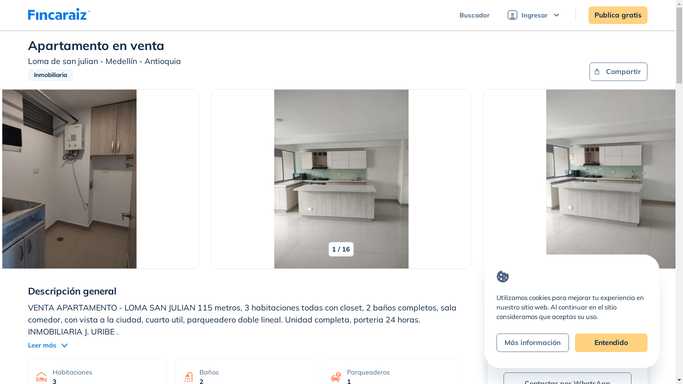 Fincaraiz
Buscador
Ingresar
Publica gratis
Apartamento en venta
Loma de san julian - Medellín - Antioquia
Inmobiliaria
Compartir
1 / 16
Descripción general
VENTA APARTAMENTO - LOMA SAN JULIAN 115 metros, 3 habitaciones todas con closet, 2 baños completos, sala
comedor, con vista a la ciudad, cuarto util, parqueadero doble lineal. Unidad completa, porteria 24 horas.
INMOBILIARIA J. URIBE ..
Leer más
Habitaciones
3
Baños
2
Parqueaderos
1
Utilizamos cookies para mejorar tu experiencia en
nuestro sitio web. Al continuar en el sitio
consideramos que aceptas su uso.
Más información
Entendido
Contactar por WhatsApp